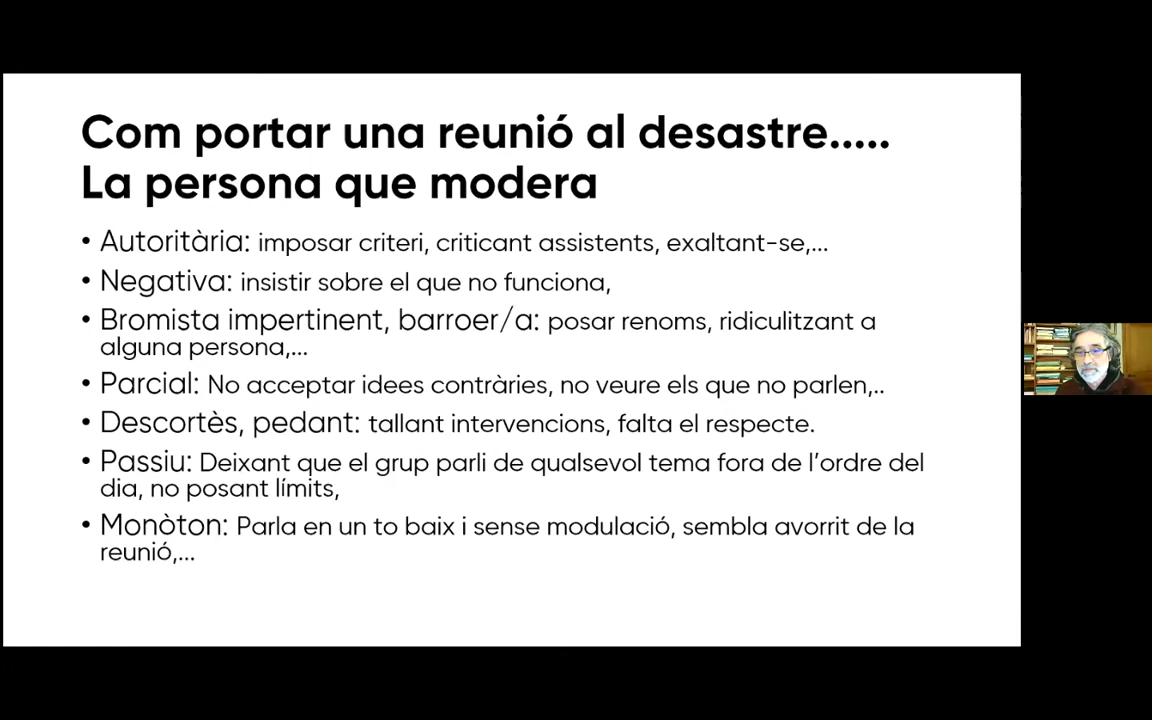 Com portar una reunió al desastre.....
La persona que modera
• Autoritària: imposar criteri, criticant assistents, exaltant-se,...
• Negativa: insistir sobre el que no funciona,
• Bromista impertinent, barroer/a: posar renoms, ridiculitzant a
alguna persona,...
• Parcial: No acceptar idees contràries, no veure els que no parlen,..
• Descortès, pedant: tallant intervencions, falta el respecte.
• Passiu: Deixant que el grup parli de qualsevol tema fora de l’ordre del
dia, no posant límits,
• Monòton: Parla en un to baix i sense modulació, sembla avorrit de la
reunió,...